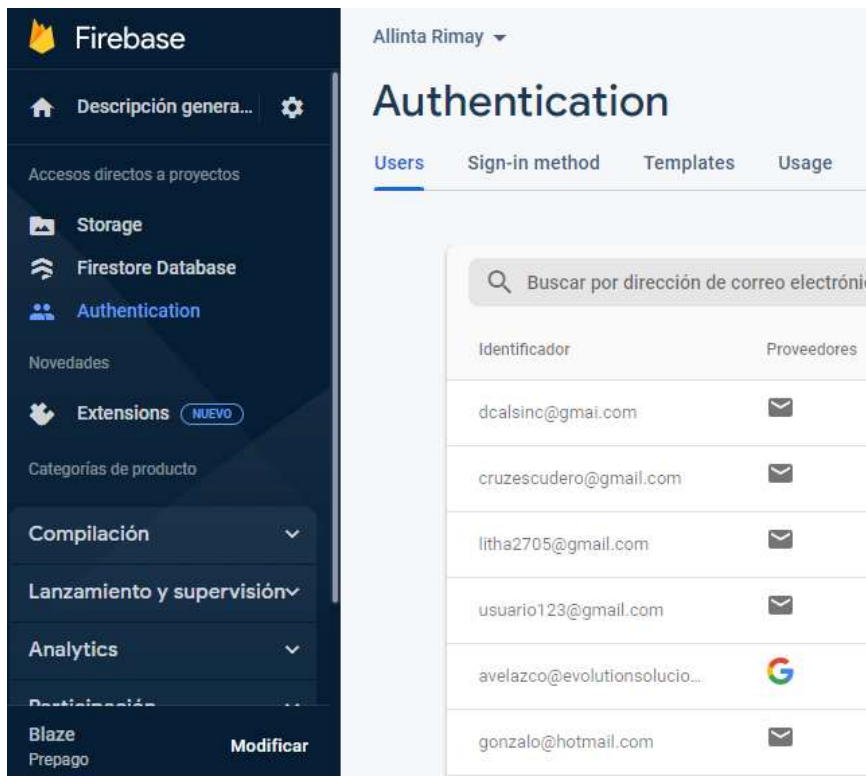 Firebase
Descripción genera...
Accesos directos a proyectos
Storage
Firestore Database
Authentication
Novedades
Extensions NUEVO
Categorías de producto
Compilación
Lanzamiento y supervisión
Analytics
Participación
Blaze
Prepago
Modificar
Allinta Rimay
Authentication
Users Sign-in method Templates Usage
Buscar por dirección de correo electróni
Identificador Proveedores
dcalsinc@gmai.com
cruzescudero@gmail.com
litha2705@gmail.com
usuario123@gmail.com
avelazco@evolutionsolucio...
gonzalo@hotmail.com